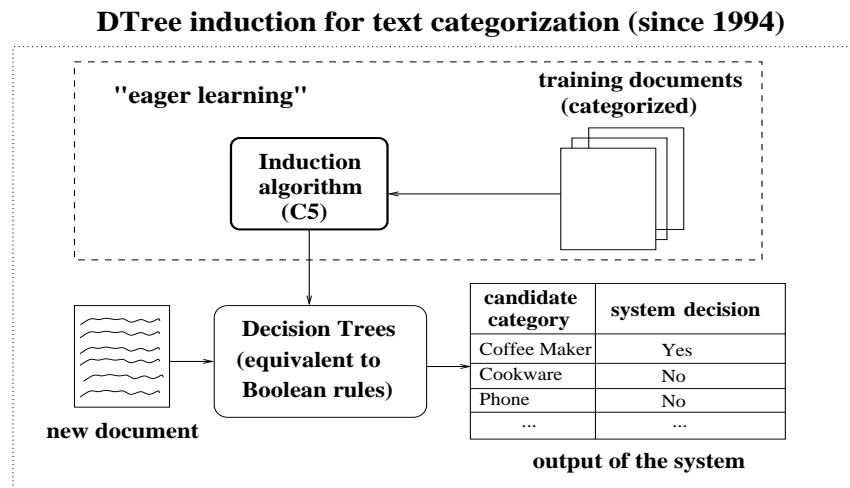 DTree induction for text categorization (since 1994)
"eager learning"
training documents
(categorized)
Induction
algorithm
(C5)
Decision Trees
(equivalent to
Boolean rules)
new document
candidate
category
system decision
Coffee Maker
Yes
Cookware
No
Phone
No
...
...
output of the system